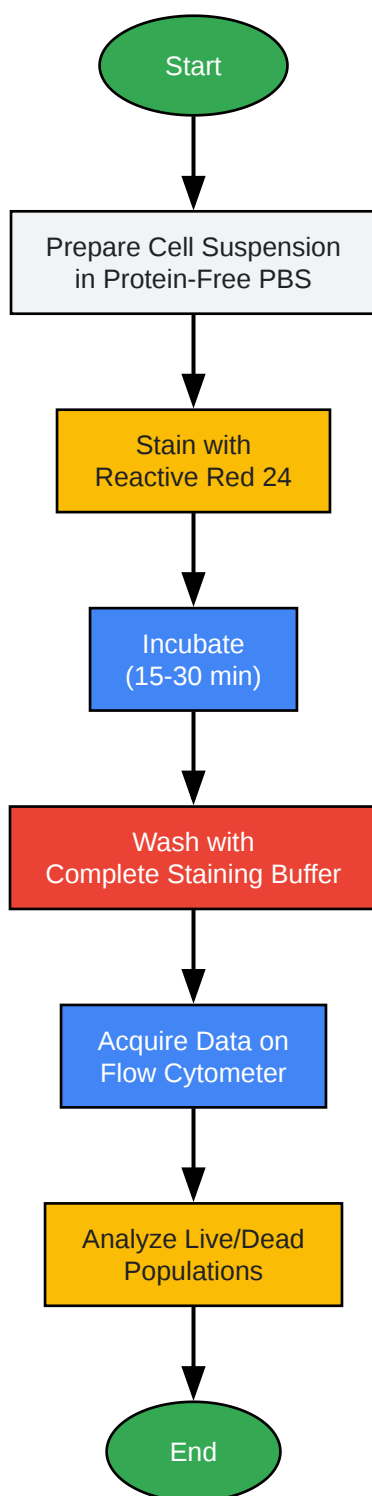 Start
Prepare Cell Suspension
in Protein-Free PBS
Stain with
Reactive Red 24
Incubate
(15-30 min)
Wash with
Complete Staining Buffer
Acquire Data on
Flow Cytometer
Analyze Live/Dead
Populations
End